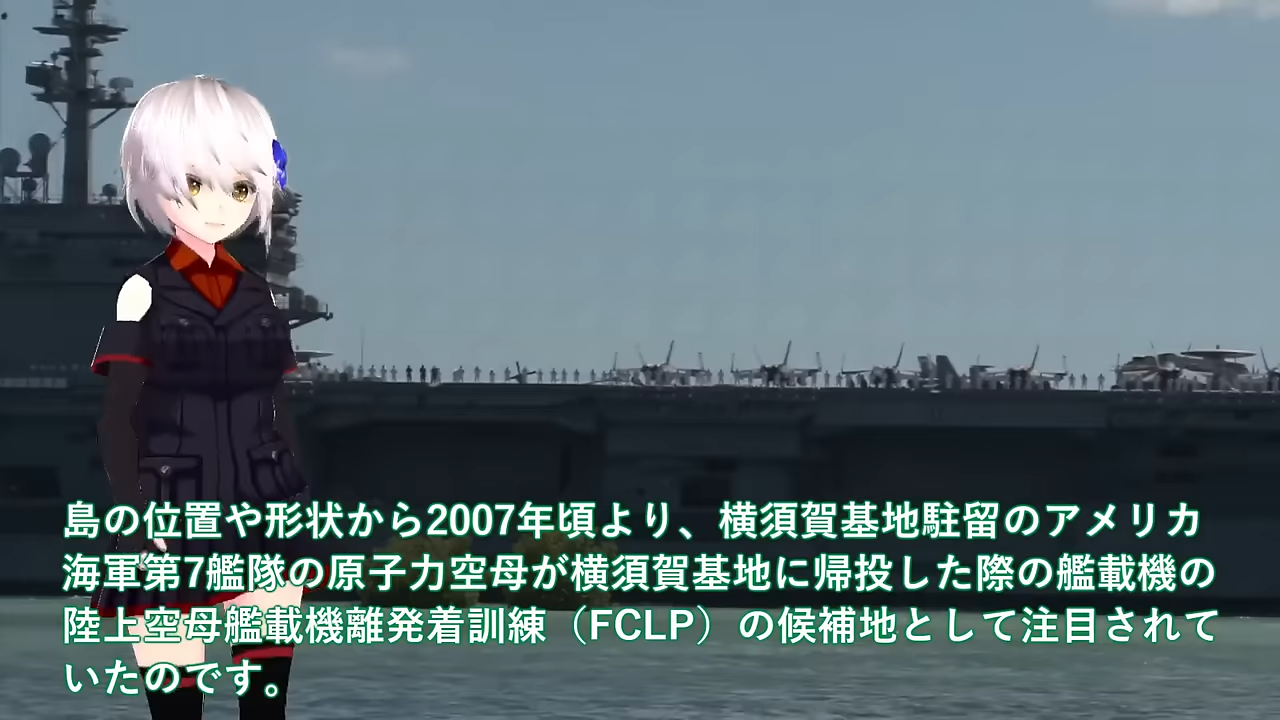 島の位置や形状から2007年頃より、横須賀基地駐留のアメリカ
海軍第7艦隊の原子力空母が横須賀基地に帰投した際の艦載機の
陸上空母艦載機離発着訓練（FCLP）の候補地として注目されて
いたのです。